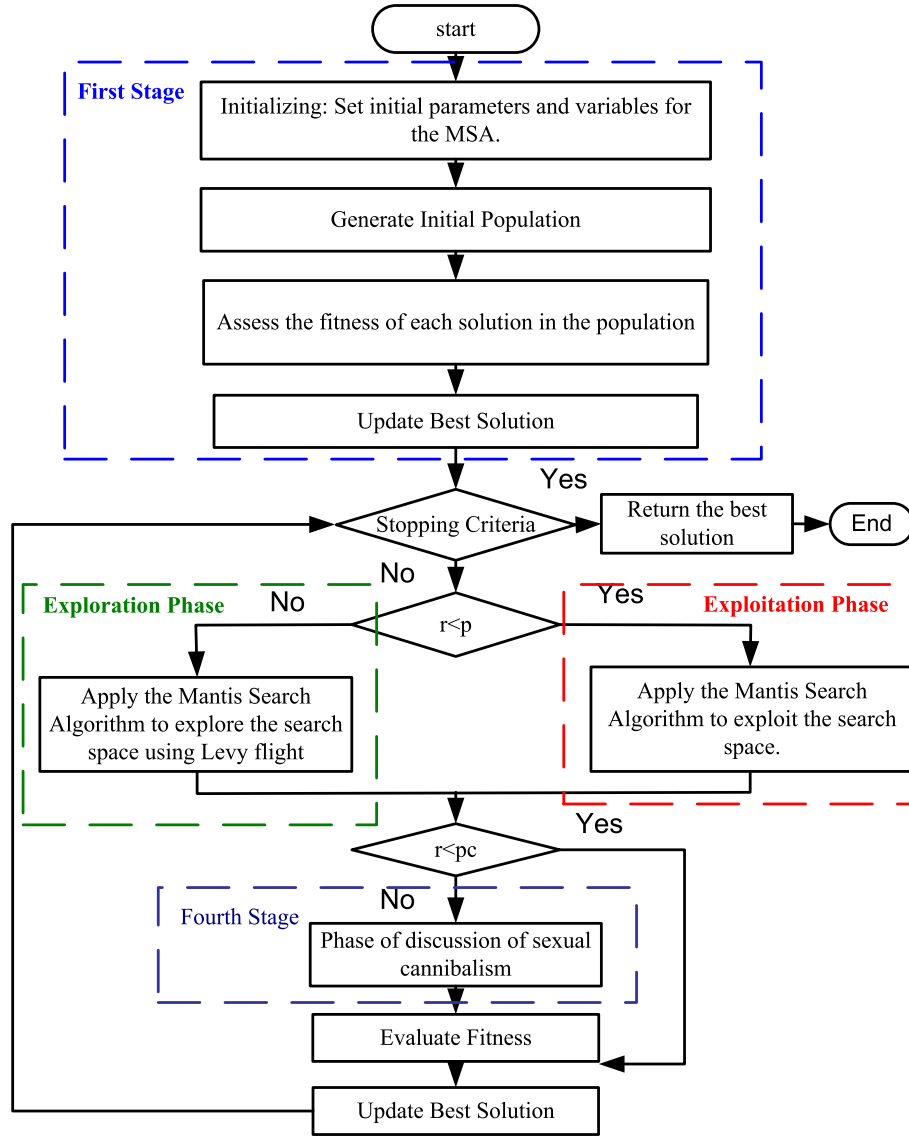 start
First Stage
Initializing: Set initial parameters and variables for
the MSA.
Generate Initial Population
Assess the fitness of each solution in the population
Update Best Solution
Yes
Stopping Criteria
Return the best
solution
End
No
Exploration Phase
No
r<p
Yes
Exploitation Phase
Apply the Mantis Search
Algorithm to explore the search
space using Levy flight
Apply the Mantis Search
Algorithm to exploit the search
space.
Yes
r<pc
No
Fourth Stage
Phase of discussion of sexual
cannibalism
Evaluate Fitness
Update Best Solution